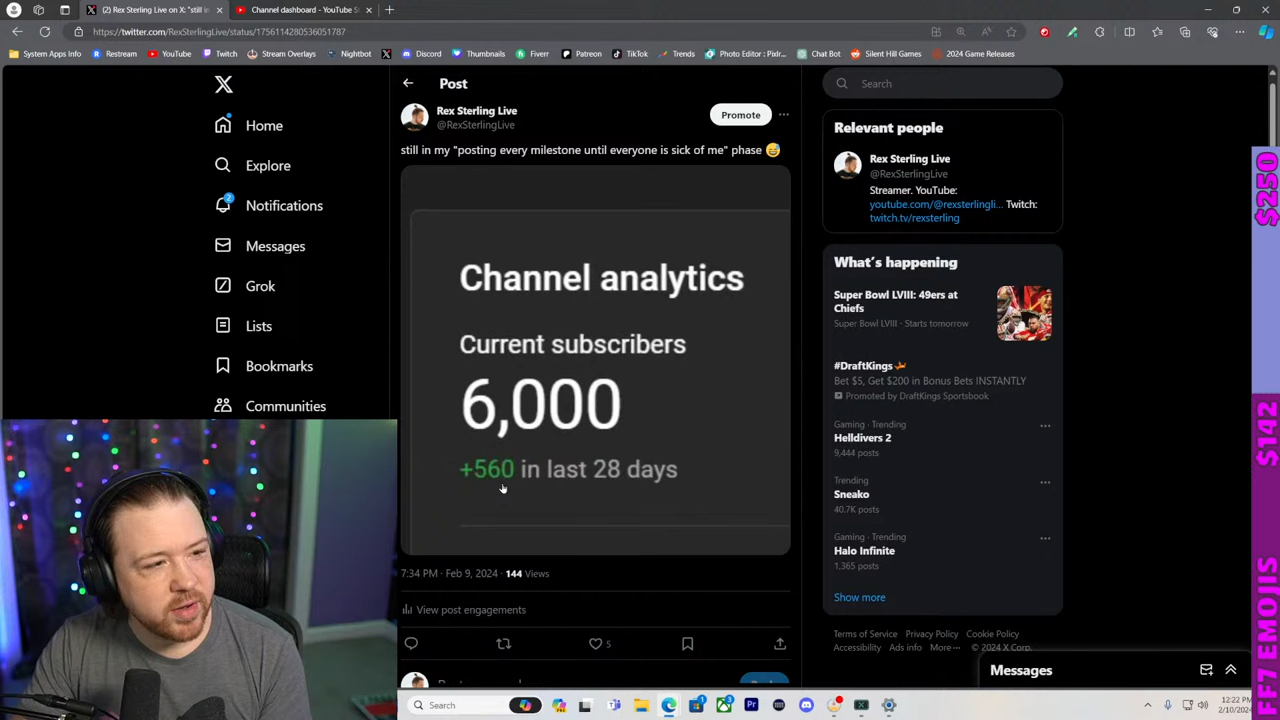 (2) Rex Sterling Live on X: "still in
Channel dashboard - YouTube S
https://twitter.com/RexSterlingLive/status/1756114280536051787
System Apps Info
Restream
YouTube
Twitch
Stream Overlays
Nightbot
Discord
Thumbnails
Fiverr
Patreon
TikTok
Trends
Photo Editor : Pixlr...
Chat Bot
Silent Hill Games
2024 Game Releases
Home
Explore
2
Notifications
Messages
Grok
Lists
Bookmarks
Communities
Post
Rex Sterling Live
@RexSterlingLive
Promote
still in my "posting every milestone until everyone is sick of me" phase 😅
Channel analytics
Current subscribers
6,000
+560 in last 28 days
7:34 PM · Feb 9, 2024 · 144 Views
View post engagements
5
Search
Relevant people
Rex Sterling Live
@RexSterlingLive
Streamer. YouTube:
youtube.com/@rexsterlingli... Twitch:
twitch.tv/rexsterling
What's happening
Super Bowl LVIII: 49ers at
Chiefs
Super Bowl LVIII · Starts tomorrow
#DraftKings
Bet $5, Get $200 in Bonus Bets INSTANTLY
Promoted by DraftKings Sportsbook
Gaming · Trending
Helldivers 2
9,444 posts
Trending
Sneako
40.7K posts
Gaming · Trending
Halo Infinite
1,365 posts
Show more
Terms of Service Privacy Policy Cookie Policy
Accessibility Ads info More ··· © 2024 X Corp.
Messages
$250
$142
FF7 EMOJIS
Search
12:22 PM
2/10/2024